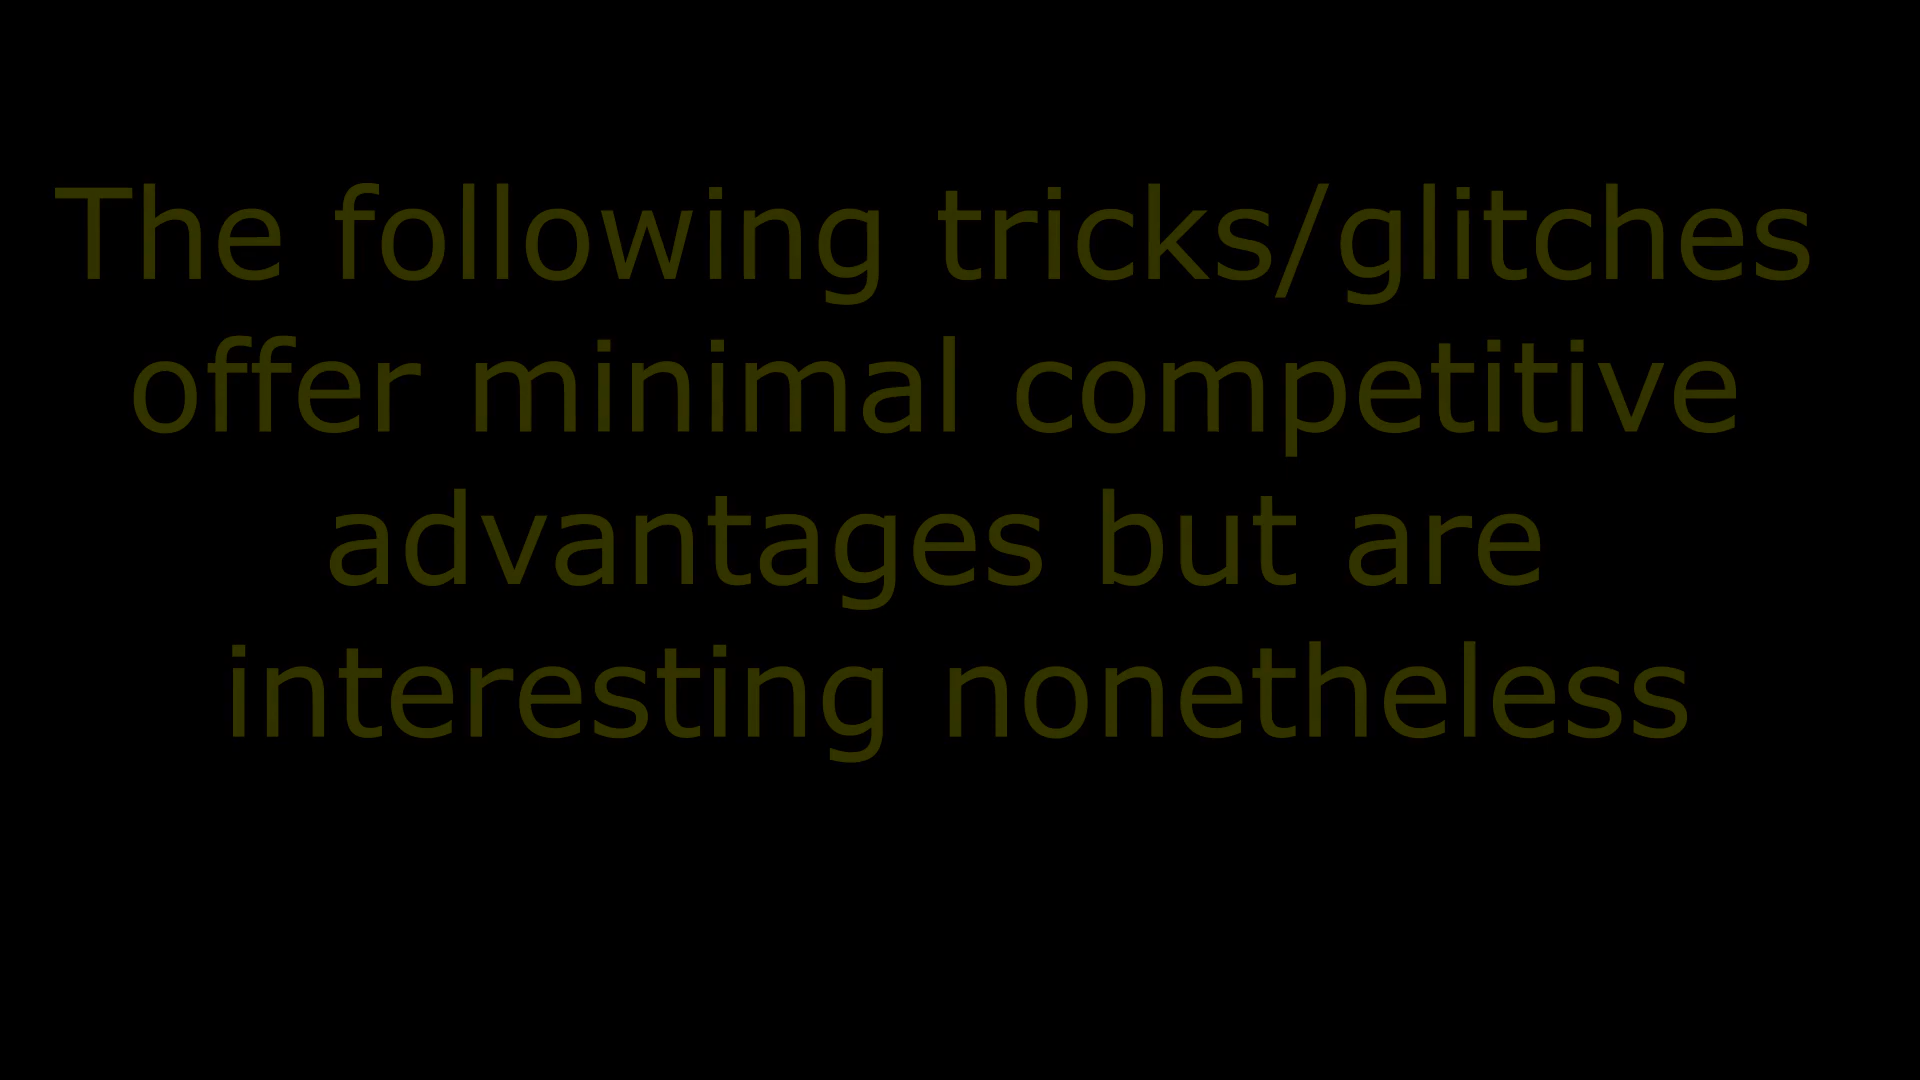 The following tricks/glitches
offer minimal competitive
advantages but are
interesting nonetheless